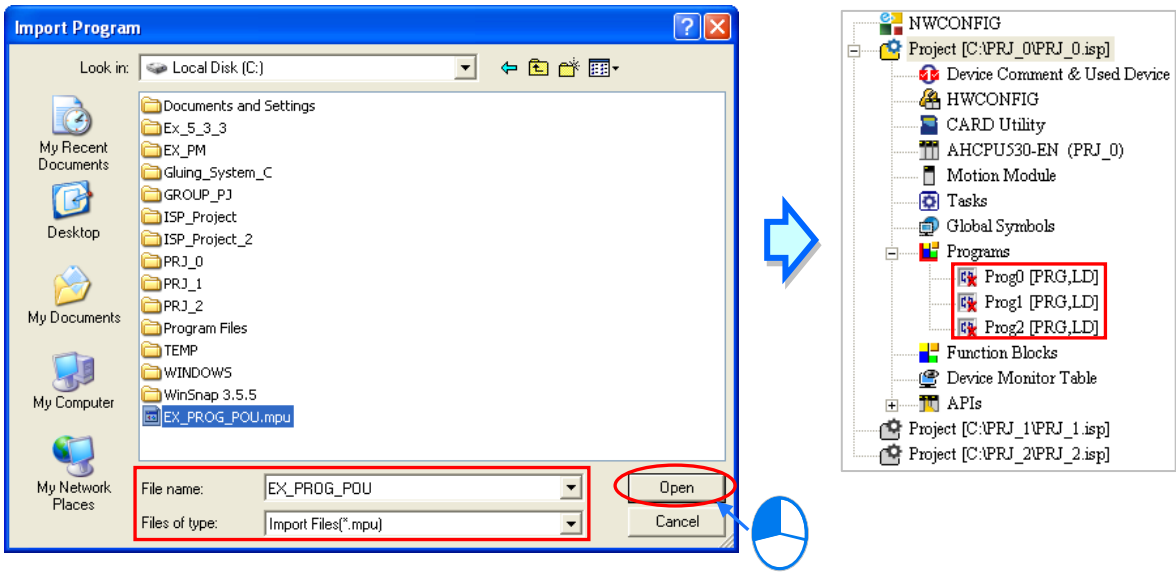 Import Program
Look in:
Local Disk (C:)
My Recent
Documents
Desktop
My Documents
My Computer
My Network
Places
Documents and Settings
Ex_5_3_3
EX_PM
Gluing_System_C
GROUP_PJ
ISP_Project
ISP_Project_2
PRJ_0
PRJ_1
PRJ_2
Program Files
TEMP
WINDOWS
WinSnap 3.5.5
EX_PROG_POU.mpu
File name:
EX_PROG_POU
Open
Files of type:
Import Files(*.mpu)
Cancel
NWCONFIG
Project [C:\PRJ_0\PRJ_0.isp]
Device Comment & Used Device
HWCONFIG
CARD Utility
AHCPU530-EN (PRJ_0)
Motion Module
Tasks
Global Symbols
Programs
Prog0 [PRG,LD]
Prog1 [PRG,LD]
Prog2 [PRG,LD]
Function Blocks
Device Monitor Table
APIs
Project [C:\PRJ_1\PRJ_1.isp]
Project [C:\PRJ_2\PRJ_2.isp]